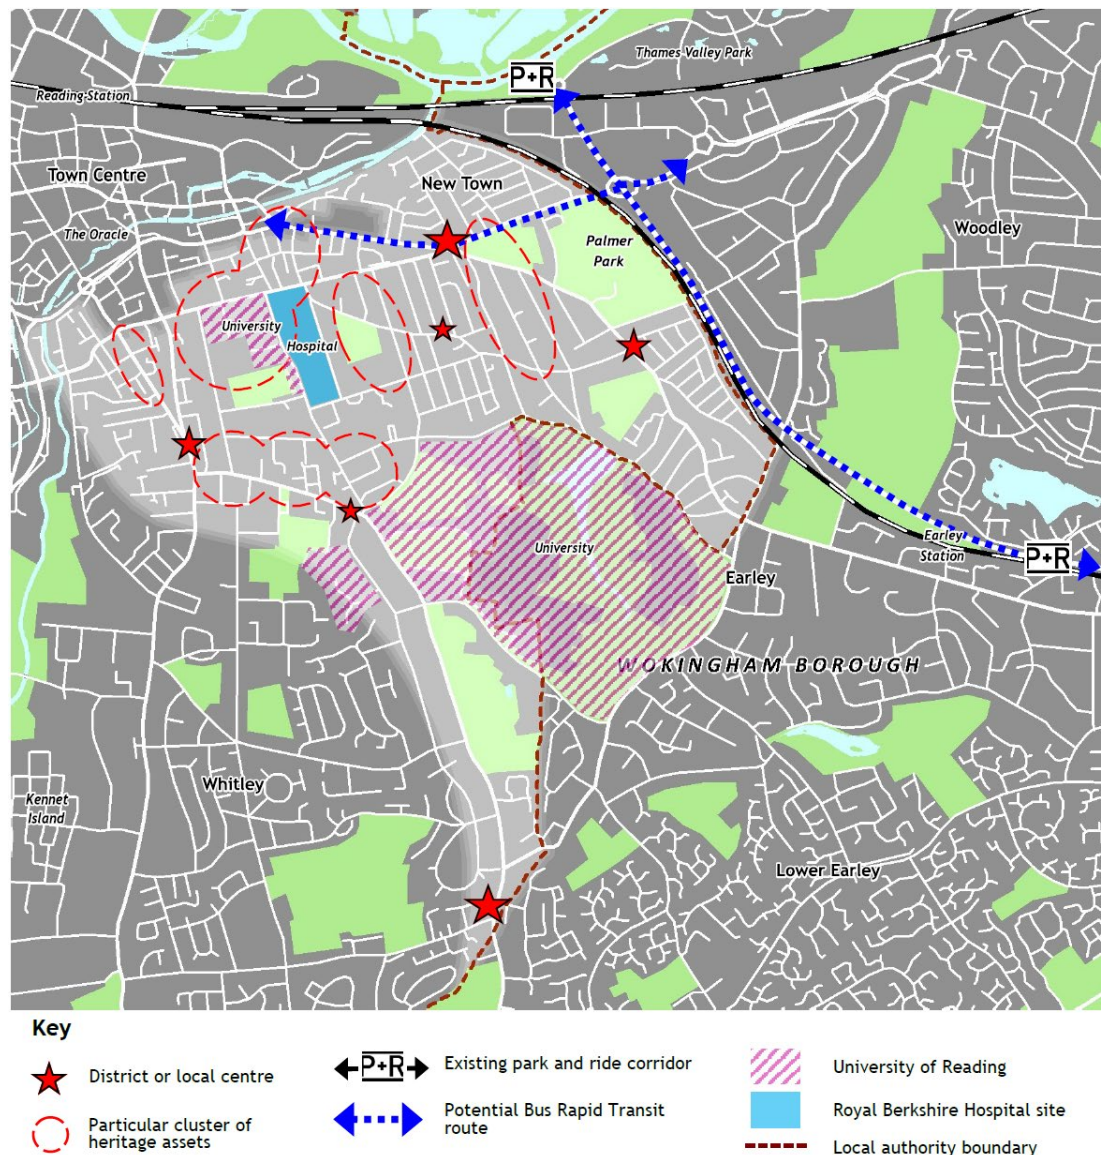 Thames Valley Park
P+R
Reading Station
Town Centre
New Town
The Oracle
Palmer
Park
Woodley
University
Hospital
University
Earley
Station
P+R
Earley
WOKINGHAM BOROUGH
Whitley
Kennet
Island
Lower Earley
Key
District or local centre
P+R
Existing park and ride corridor
University of Reading
Particular cluster of
heritage assets
Potential Bus Rapid Transit
route
Royal Berkshire Hospital site
Local authority boundary